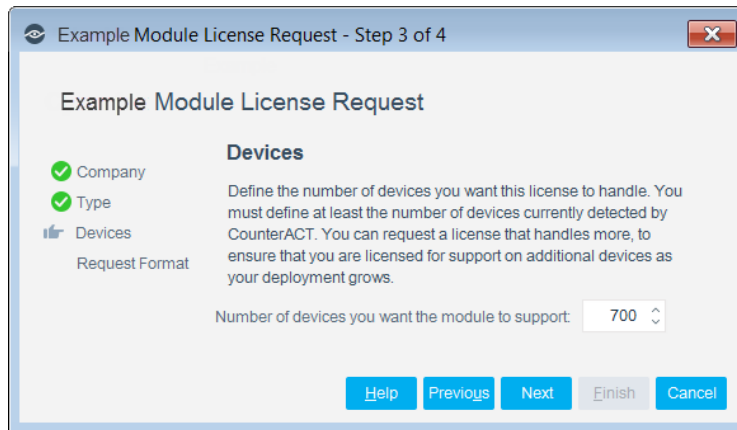 Example Module License Request - Step 3 of 4
Example Module License Request
Company
Type
Devices
Request Format
Devices
Define the number of devices you want this license to handle. You
must define at least the number of devices currently detected by
CounterACT. You can request a license that handles more, to
ensure that you are licensed for support on additional devices as
your deployment grows.
Number of devices you want the module to support: 700
Help Previous Next Finish Cancel